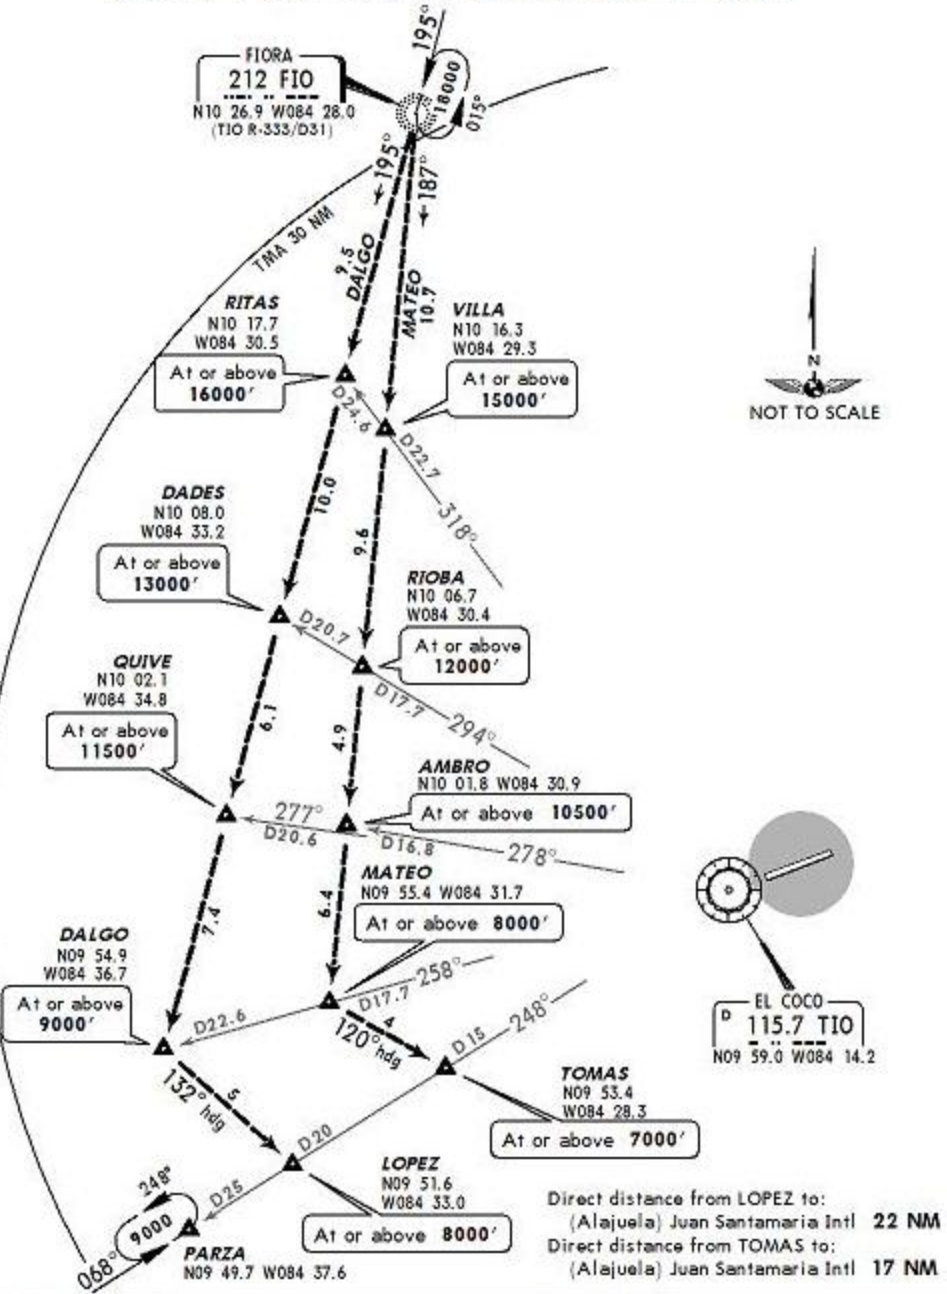 FIORA
212 FIO
N10 26.9 W084 28.0
(TIO R-333/D31)
195°
18000
015°
195°
187°
TMA 30 NM
9.5
DALGO
MATEO
10.7
RITAS
N10 17.7
W084 30.5
At or above
16000'
VILLA
N10 16.3
W084 29.3
At or above
15000'
N
NOT TO SCALE
D24.6
D22.7
318°
10.0
9.6
DADES
N10 08.0
W084 33.2
At or above
13000'
RIOBA
N10 06.7
W084 30.4
At or above
12000'
D20.7
D17.7
294°
QUIVE
N10 02.1
W084 34.8
At or above
11500'
6.1
4.9
AMBRO
N10 01.8 W084 30.9
At or above 10500'
277°
D20.6
D16.8
278°
MATEO
N09 55.4 W084 31.7
At or above 8000'
7.4
6.4
DALGO
N09 54.9
W084 36.7
At or above
9000'
D22.6
D17.7
258°
EL COCO
D 115.7 TIO
N09 59.0 W084 14.2
4
120° hdg
D15
248°
TOMAS
N09 53.4
W084 28.3
At or above 7000'
5
132° hdg
D20
LOPEZ
N09 51.6
W084 33.0
At or above 8000'
D25
248°
9000
068°
PARZA
N09 49.7 W084 37.6
Direct distance from LOPEZ to:
(Alajuela) Juan Santamaria Intl 22 NM
Direct distance from TOMAS to:
(Alajuela) Juan Santamaria Intl 17 NM